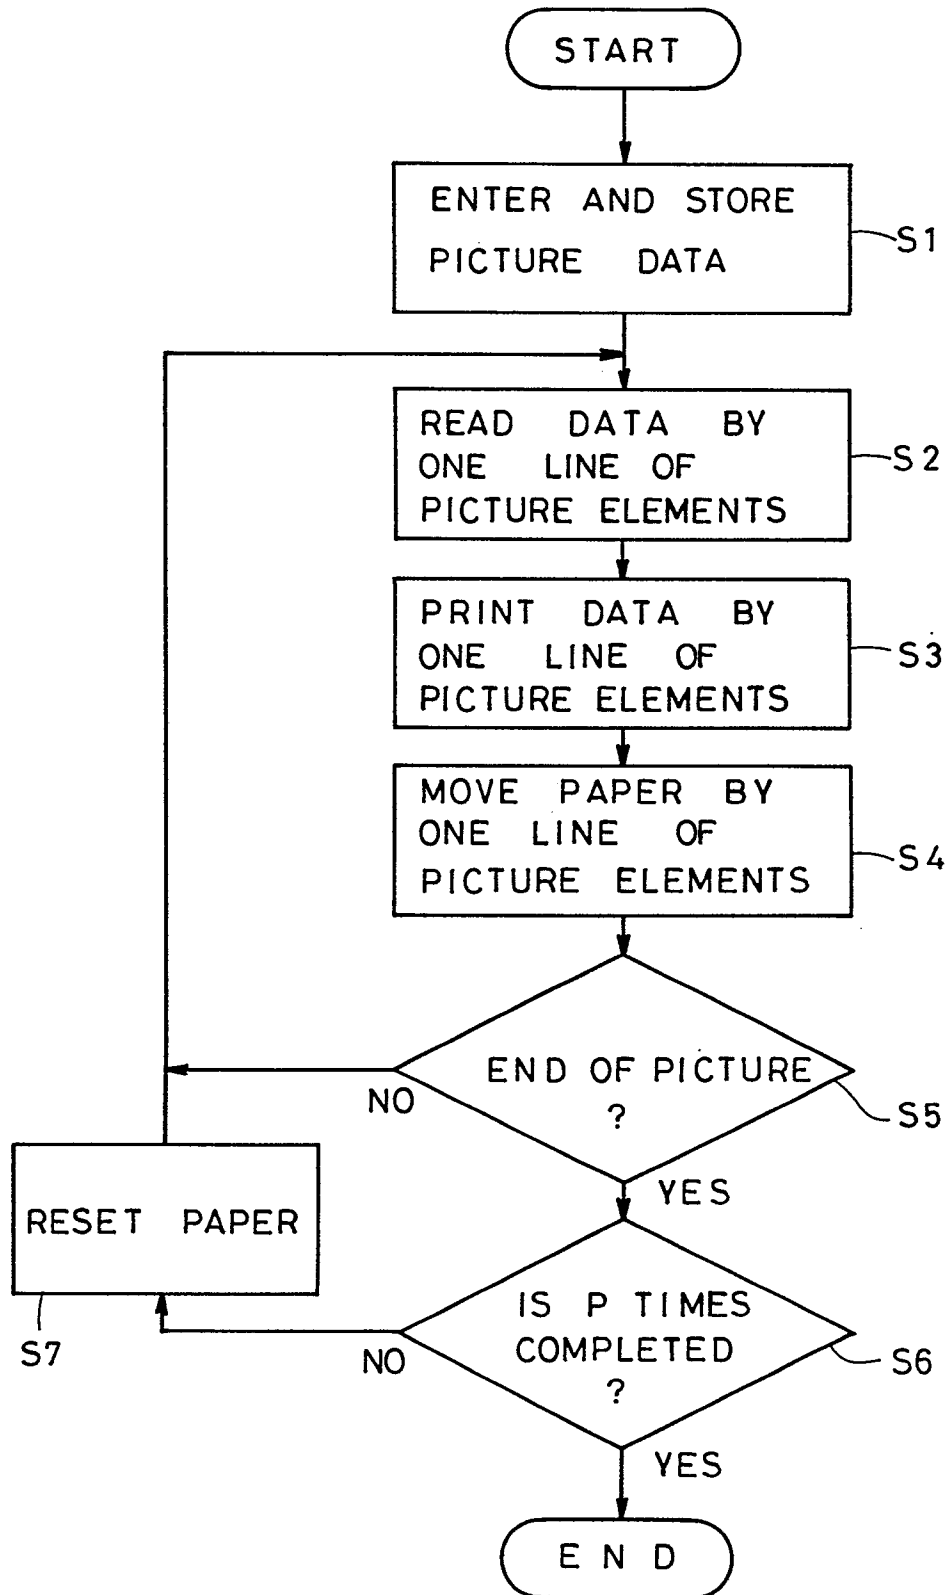 START
ENTER AND STORE
PICTURE DATA
S1
READ DATA BY
ONE LINE OF
PICTURE ELEMENTS
S2
PRINT DATA BY
ONE LINE OF
PICTURE ELEMENTS
S3
MOVE PAPER BY
ONE LINE OF
PICTURE ELEMENTS
S4
END OF PICTURE
?
S5
NO
YES
RESET PAPER
S7
IS P TIMES
COMPLETED
?
S6
NO
YES
END